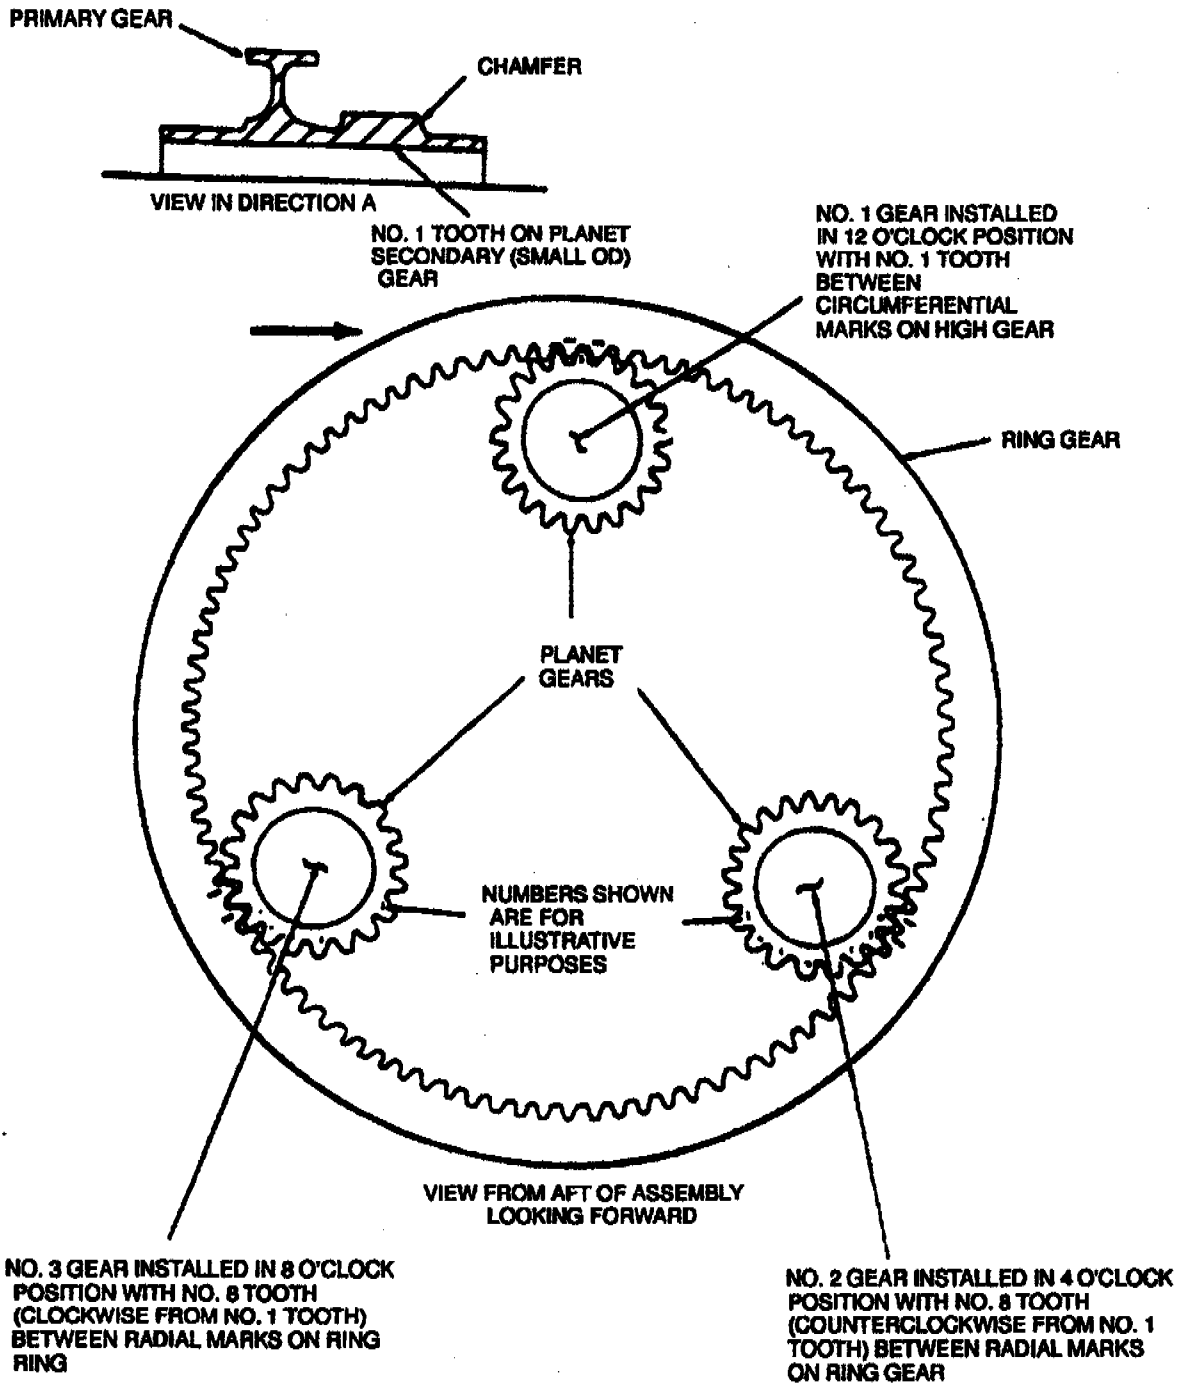 PRIMARY GEAR
CHAMFER
VIEW IN DIRECTION A
NO. 1 TOOTH ON PLANET
SECONDARY (SMALL OD)
GEAR
NO. 1 GEAR INSTALLED
IN 12 O'CLOCK POSITION
WITH NO. 1 TOOTH
BETWEEN
CIRCUMFERENTIAL
MARKS ON HIGH GEAR
RING GEAR
PLANET
GEARS
NUMBERS SHOWN
ARE FOR
ILLUSTRATIVE
PURPOSES
VIEW FROM AFT OF ASSEMBLY
LOOKING FORWARD
NO. 3 GEAR INSTALLED IN 8 O'CLOCK
POSITION WITH NO. 8 TOOTH
(CLOCKWISE FROM NO. 1 TOOTH)
BETWEEN RADIAL MARKS ON RING
RING
NO. 2 GEAR INSTALLED IN 4 O'CLOCK
POSITION WITH NO. 8 TOOTH
(COUNTERCLOCKWISE FROM NO. 1
TOOTH) BETWEEN RADIAL MARKS
ON RING GEAR